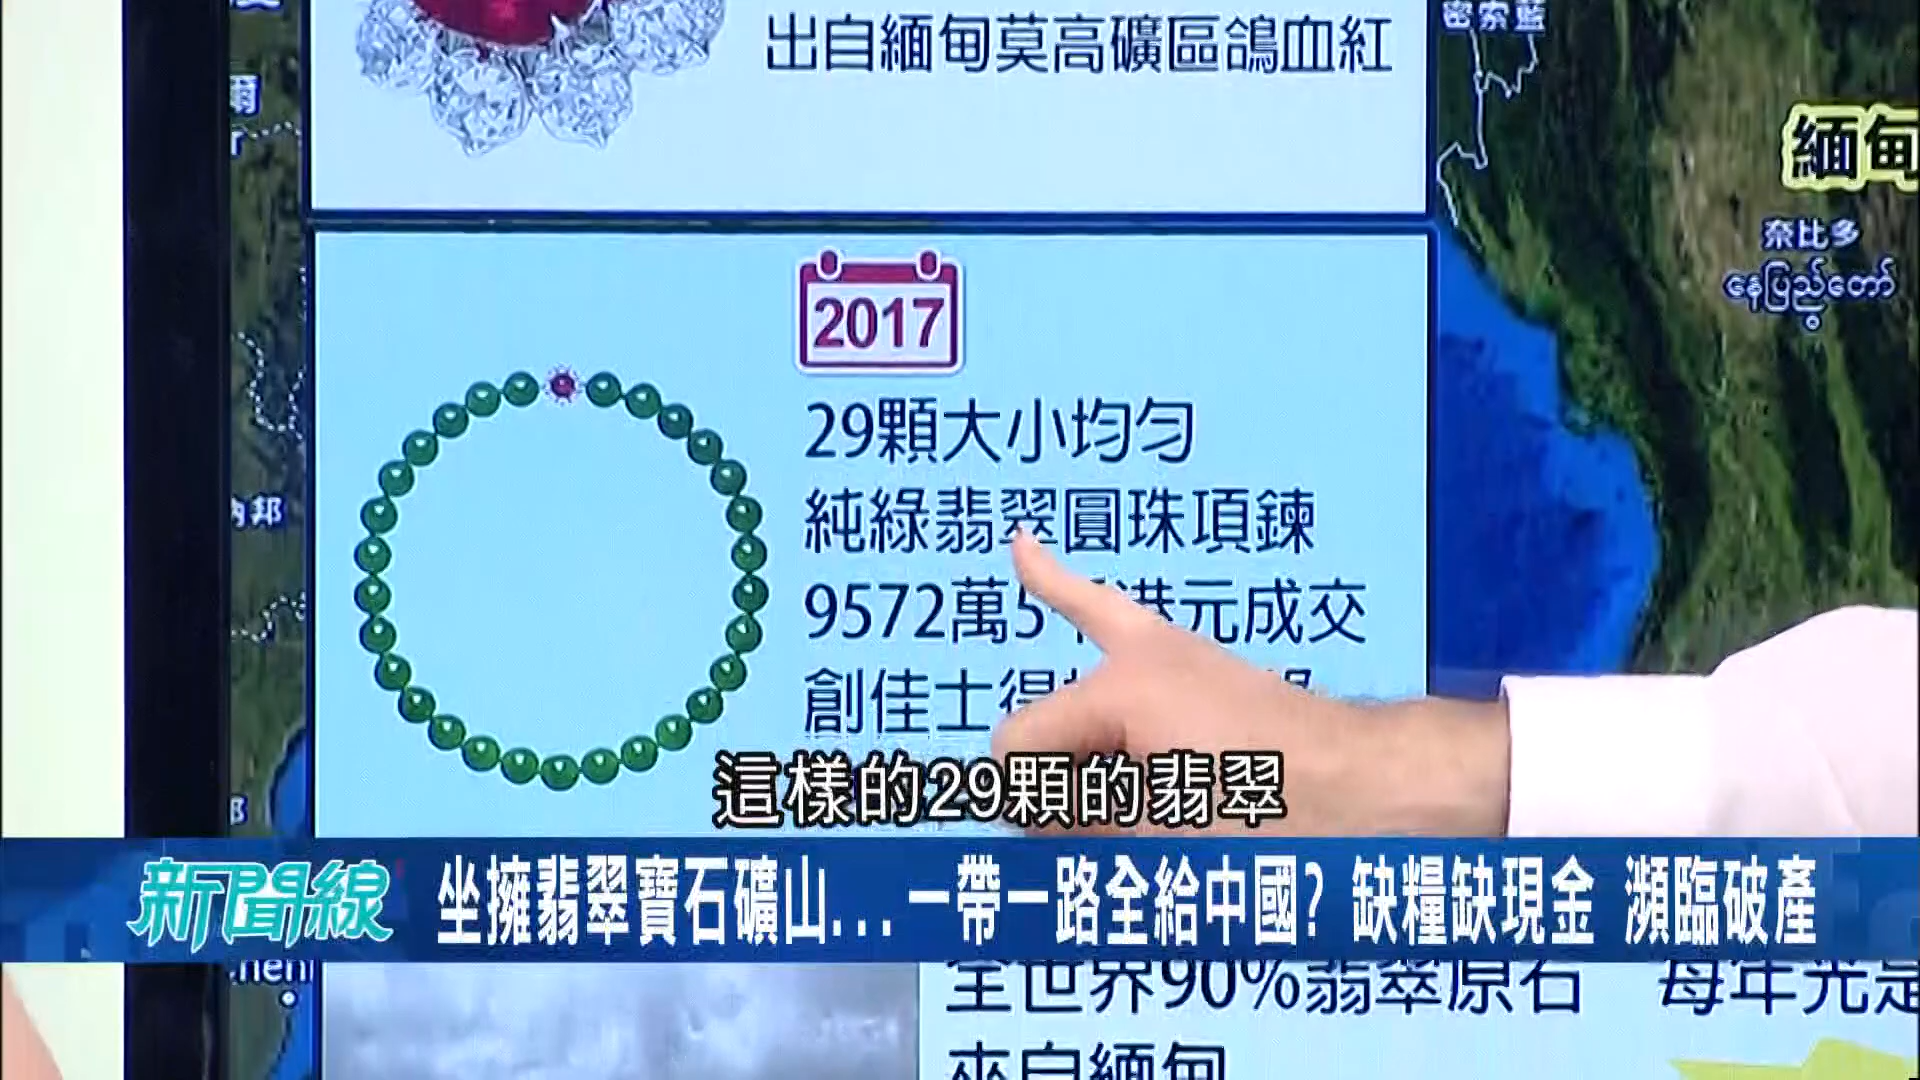 密索蘭
出自緬甸莫高礦區鴿血紅
爾
緬甸
奈比多
နေပြည်တော်
2017
29顆大小均勻
純綠翡翠圓珠項鍊
9572萬5 港元成交
創佳士得
邦
這樣的29顆的翡翠
新聞線
坐擁翡翠寶石礦山...一帶一路全給中國? 缺糧缺現金 瀕臨破產
全世界90%翡翠原石 每年光是
來自緬甸